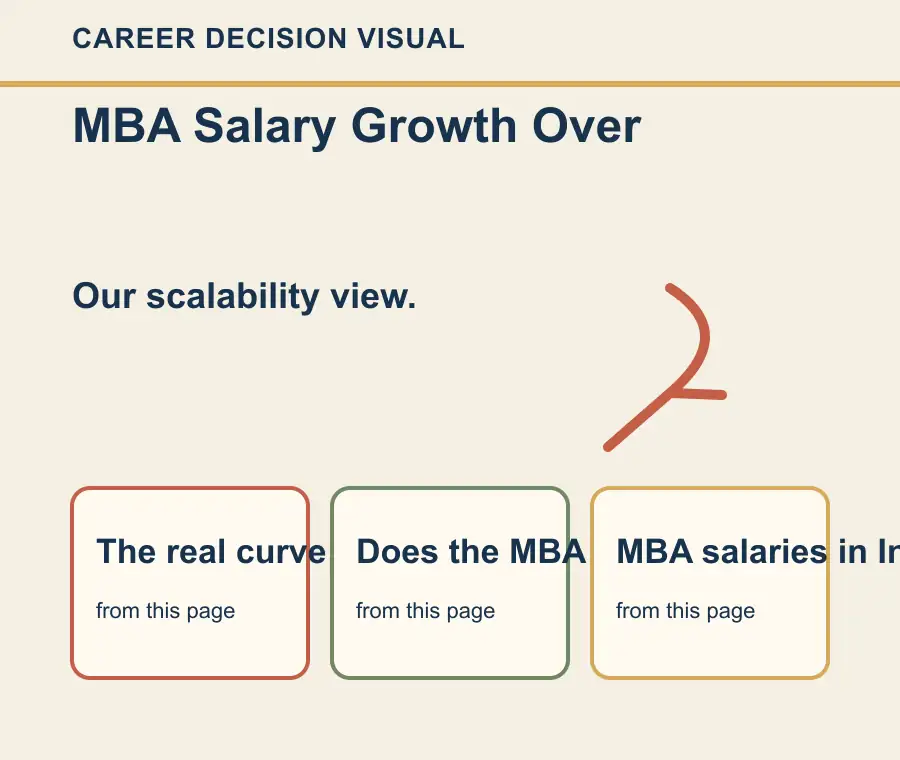 CAREER DECISION VISUAL
MBA Salary Growth Over
Our scalability view.
The real curve
from this page
Does the MBA
from this page
MBA salaries in
from this page